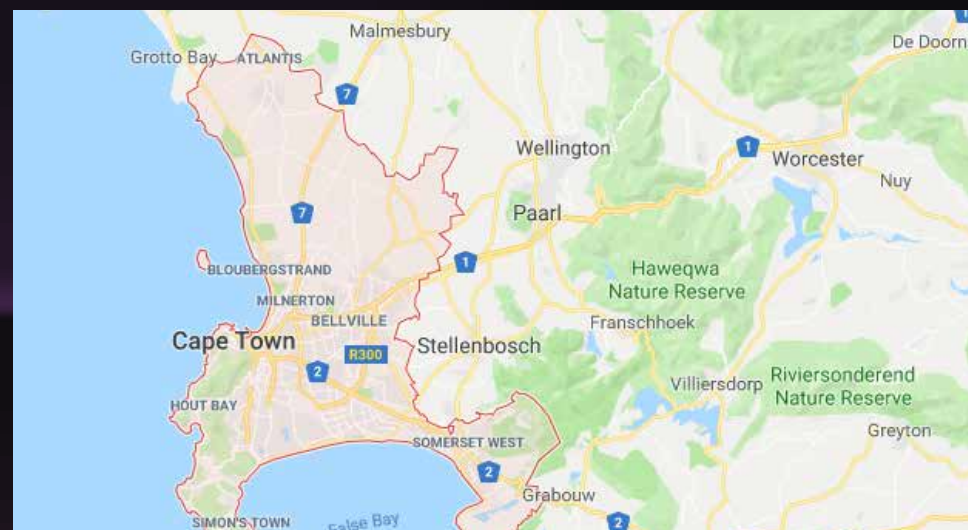 Malmesbury
De Doorn
Grotto Bay
ATLANTIS
1
7
Wellington
1
Worcester
Nuy
7
Paarl
1
BLOUBERGSTRAND
Haweqwa
Nature Reserve
MILNERTON
BELLVILLE
Franschhoek
Cape Town
Stellenbosch
R300
2
Villiersdorp
Riviersonderend
Nature Reserve
HOUT BAY
Greyton
SOMERSET WEST
2
Grabouw
SIMON'S TOWN
False Bay
2